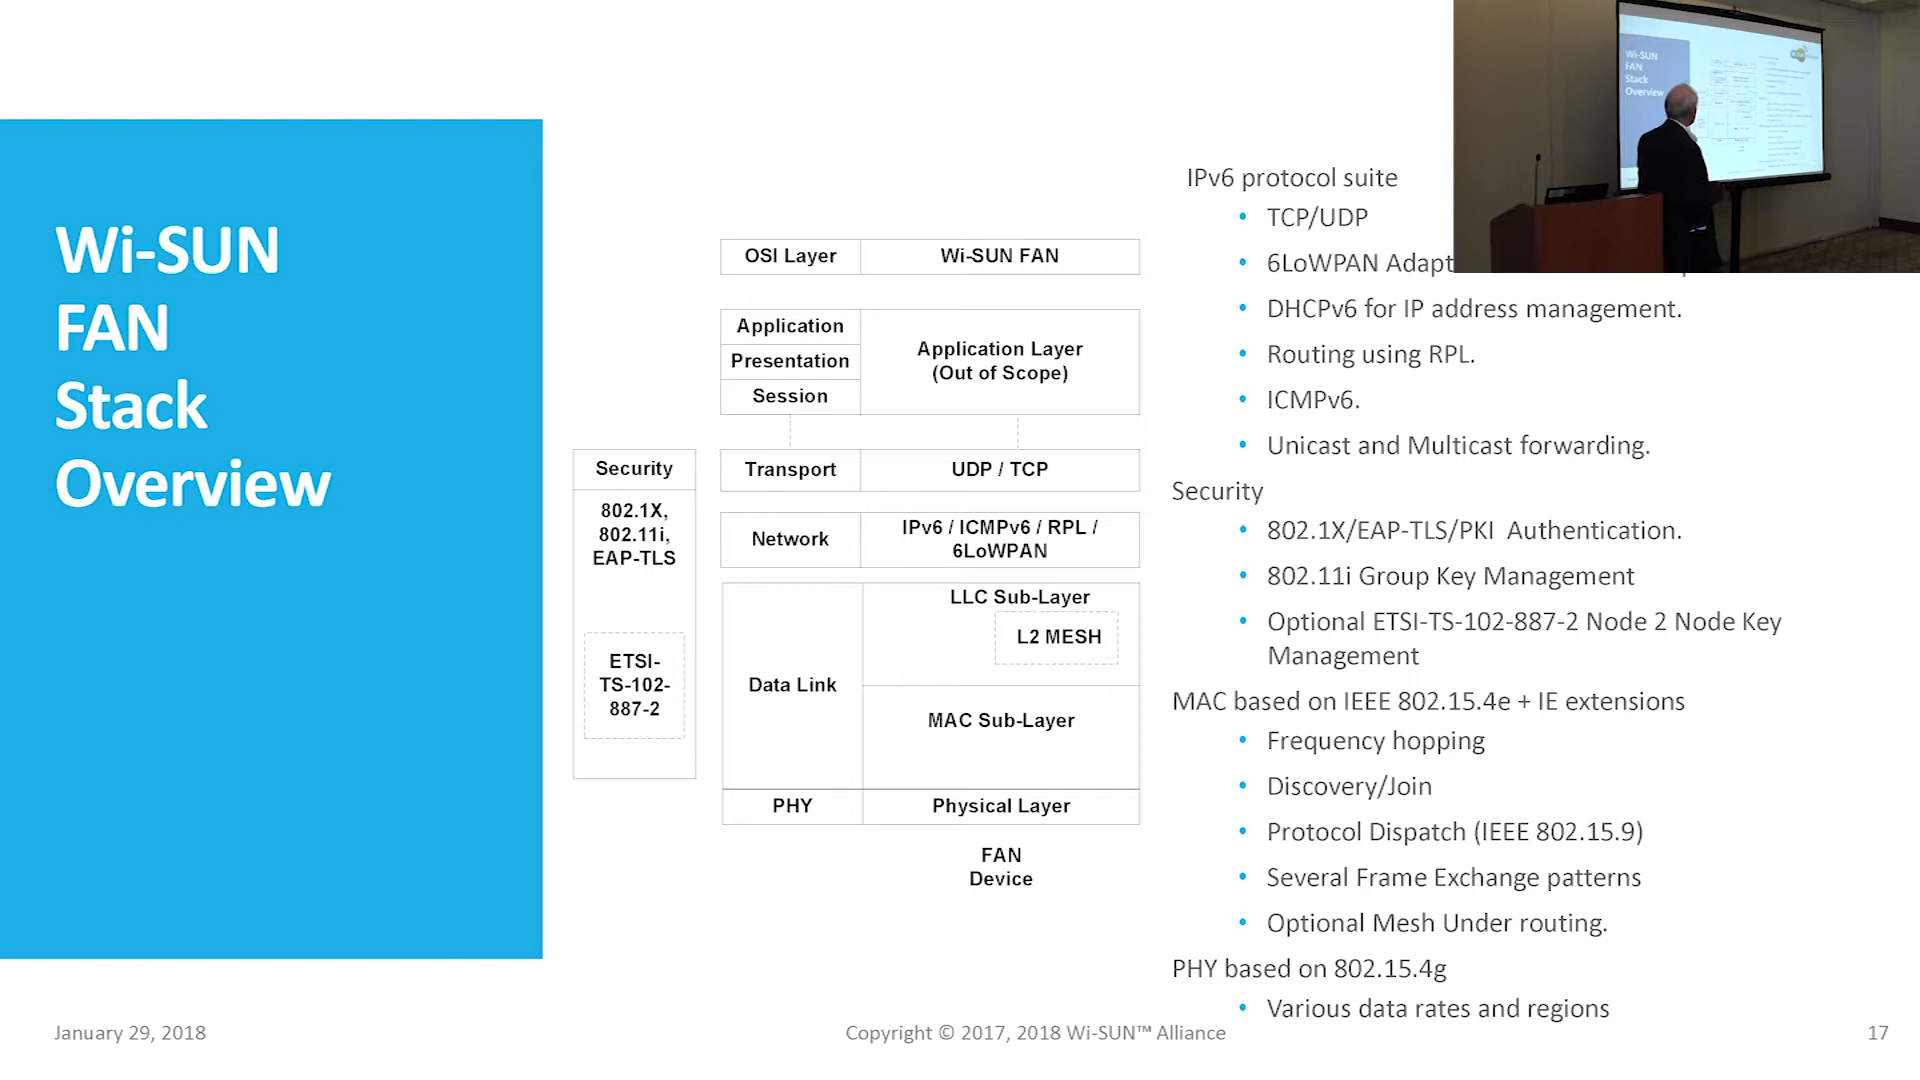 Wi-SUN
FAN
Stack
Overview
OSI Layer
Wi-SUN FAN
Application
Presentation
Session
Application Layer
(Out of Scope)
Transport
UDP / TCP
Network
IPv6 / ICMPv6 / RPL /
6LoWPAN
Data Link
LLC Sub-Layer
L2 MESH
MAC Sub-Layer
PHY
Physical Layer
FAN
Device
Security
802.1X,
802.11i,
EAP-TLS
ETSI-
TS-102-
887-2
IPv6 protocol suite
• TCP/UDP
• 6LoWPAN Adapt
• DHCPv6 for IP address management.
• Routing using RPL.
• ICMPv6.
• Unicast and Multicast forwarding.
Security
• 802.1X/EAP-TLS/PKI Authentication.
• 802.11i Group Key Management
• Optional ETSI-TS-102-887-2 Node 2 Node Key
Management
MAC based on IEEE 802.15.4e + IE extensions
• Frequency hopping
• Discovery/Join
• Protocol Dispatch (IEEE 802.15.9)
• Several Frame Exchange patterns
• Optional Mesh Under routing.
PHY based on 802.15.4g
• Various data rates and regions
Wi-SUN
FAN
Stack
Overview
January 29, 2018
Copyright © 2017, 2018 Wi-SUN™ Alliance
17